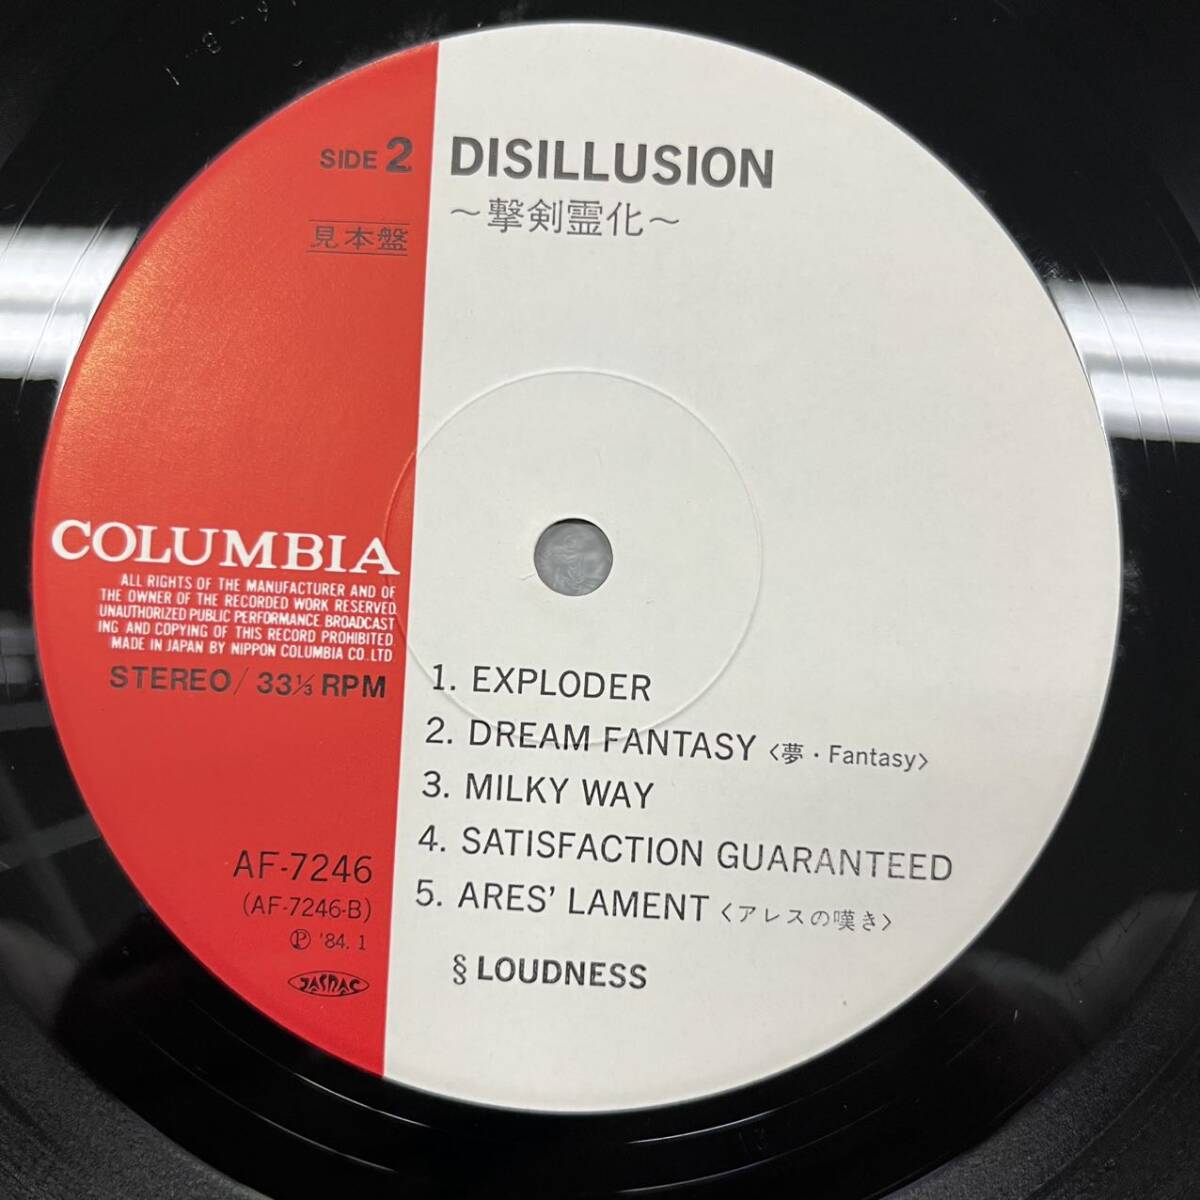 SIDE 2
見本盤
DISILLUSION
～撃剣霊化～
COLUMBIA
ALL RIGHTS OF THE MANUFACTURER AND OF
THE OWNER OF THE RECORDED WORK RESERVED.
UNAUTHORIZED PUBLIC PERFORMANCE BROADCAST
ING AND COPYING OF THIS RECORD PROHIBITED
MADE IN JAPAN BY NIPPON COLUMBIA CO.,LTD
STEREO/33⅓ RPM
1. EXPLODER
2. DREAM FANTASY〈夢・Fantasy〉
3. MILKY WAY
4. SATISFACTION GUARANTEED
5. ARES’ LAMENT〈アレスの嘆き〉
§ LOUDNESS
AF-7246
(AF-7246-B)
Ⓟ '84. 1
JASRAC